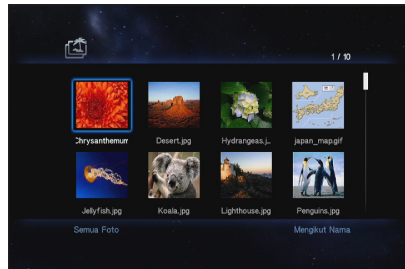 1 / 10
Chrysanthemum
Desert.jpg
Hydrangeas.j...
japan_map.gif
Jellyfish.jpg
Koala.jpg
Lighthouse.jpg
Penguins.jpg
Semua Foto
Mengikut Nama